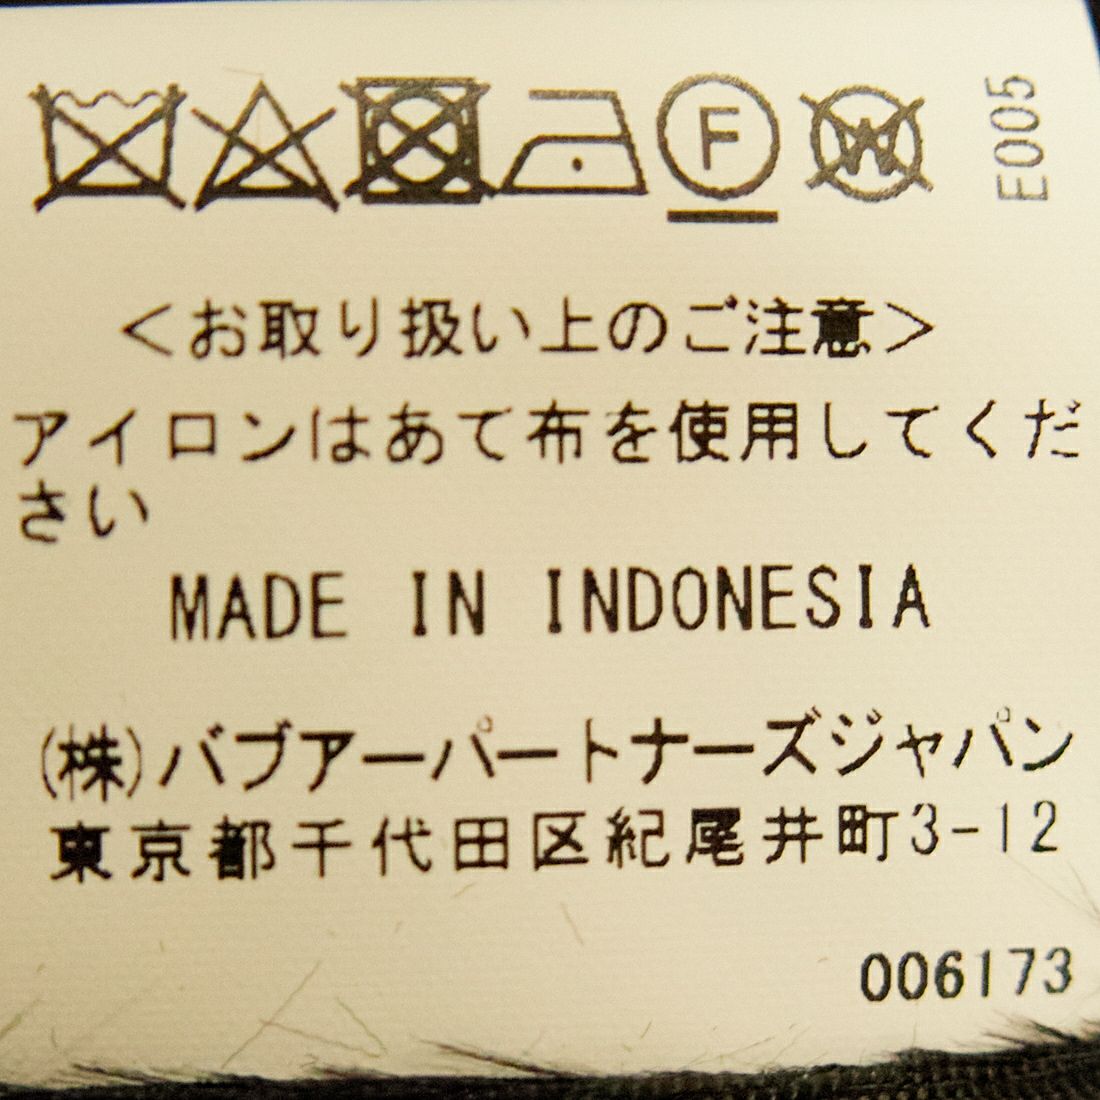 F W E005
<お取り扱い上のご注意>
アイロンはあて布を使用してくだ
さい
MADE IN INDONESIA
(株)バブアーパートナーズジャパン
東京都千代田区紀尾井町3-12
006173